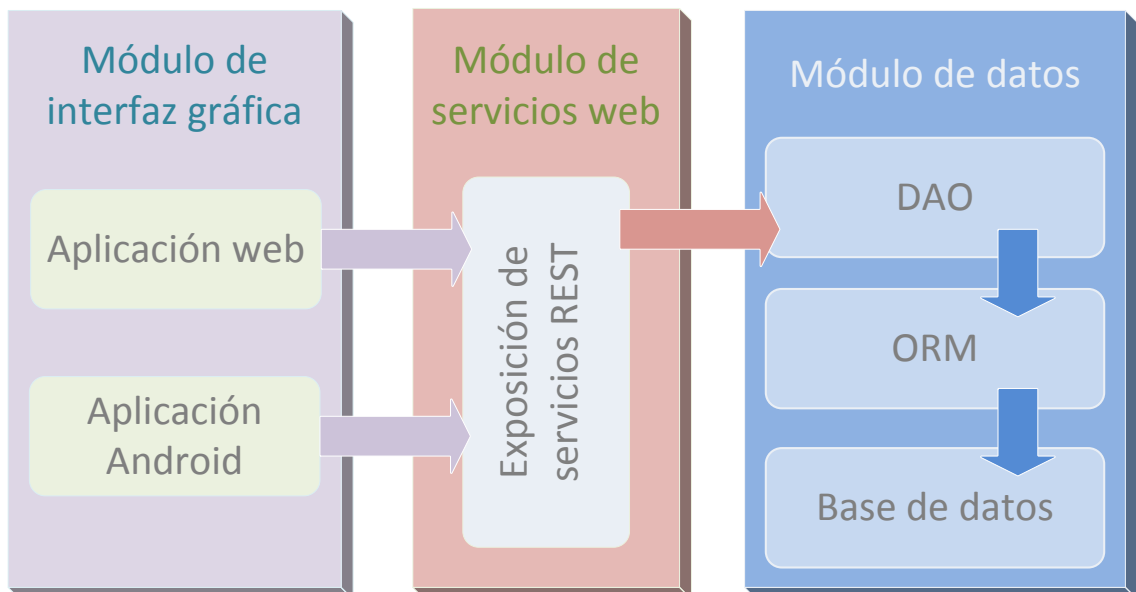 Módulo de
interfaz gráfica
Aplicación web
Aplicación
Android
Módulo de
servicios web
Exposición de
servicios REST
Módulo de datos
DAO
ORM
Base de datos